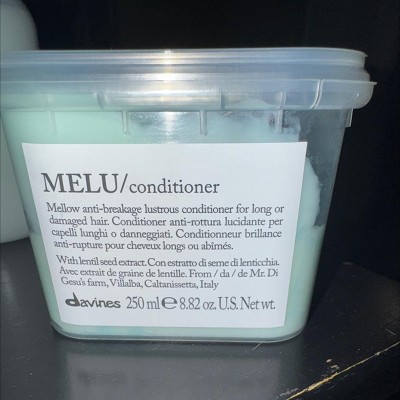 MELU/conditioner
Mellow anti-breakage lustrous conditioner for long or
damaged hair. Conditioner anti-rottura lucidante per
capelli lunghi o danneggiati. Conditionneur brillance
anti-rupture pour cheveux longs ou abîmés.
With lentil seed extract. Con estratto di seme di lenticchia.
Avec extrait de graine de lentille. From / da / de Mr. Di
Gesu's farm, Villalba, Caltanissetta, Italy
davines 250 ml ℮ 8.82 oz. U.S. Net wt.